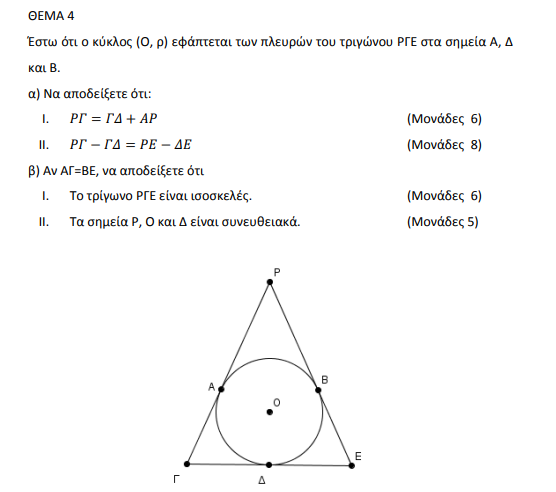 ΘΕΜΑ 4
Έστω ότι ο κύκλος (Ο, ρ) εφάπτεται των πλευρών του τριγώνου ΡΓΕ στα σημεία Α, Δ
και Β.
α) Να αποδείξετε ότι:
I. ΡΓ = ΓΔ + ΑΡ (Μονάδες 6)
II. ΡΓ − ΓΔ = ΡΕ − ΔΕ (Μονάδες 8)
β) Αν ΑΓ=ΒΕ, να αποδείξετε ότι
I. Το τρίγωνο ΡΓΕ είναι ισοσκελές. (Μονάδες 6)
II. Τα σημεία Ρ, Ο και Δ είναι συνευθειακά. (Μονάδες 5)
Ρ
Α
Β
Ο
Ε
Γ
Δ